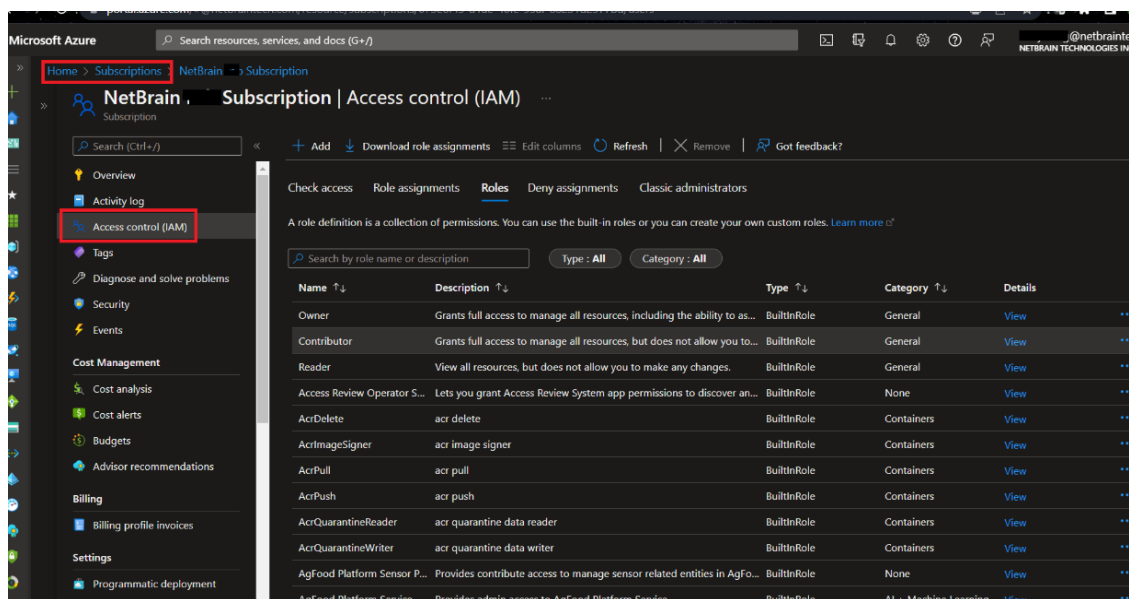 Microsoft Azure
Search resources, services, and docs (G+/)
@netbrainte
NETBRAIN TECHNOLOGIES IN
Home > Subscriptions > NetBrain Subscription
NetBrain Subscription | Access control (IAM) ...
Subscription
Search (Ctrl+/)
Overview
Activity log
Access control (IAM)
Tags
Diagnose and solve problems
Security
Events
Cost Management
Cost analysis
Cost alerts
Budgets
Advisor recommendations
Billing
Billing profile invoices
Settings
Programmatic deployment
Add Download role assignments Edit columns Refresh | Remove | Got feedback?
Check access Role assignments Roles Deny assignments Classic administrators
A role definition is a collection of permissions. You can use the built-in roles or you can create your own custom roles. Learn more
Search by role name or description Type : All Category : All
Name ↑↓ Description ↑↓ Type ↑↓ Category ↑↓ Details
Owner Grants full access to manage all resources, including the ability to as... BuiltInRole General View
Contributor Grants full access to manage all resources, but does not allow you to... BuiltInRole General View
Reader View all resources, but does not allow you to make any changes. BuiltInRole General View
Access Review Operator S... Lets you grant Access Review System app permissions to discover an... BuiltInRole None View
AcrDelete acr delete BuiltInRole Containers View
AcrImageSigner acr image signer BuiltInRole Containers View
AcrPull acr pull BuiltInRole Containers View
AcrPush acr push BuiltInRole Containers View
AcrQuarantineReader acr quarantine data reader BuiltInRole Containers View
AcrQuarantineWriter acr quarantine data writer BuiltInRole Containers View
AgFood Platform Sensor P... Provides contribute access to manage sensor related entities in AgFo... BuiltInRole None View